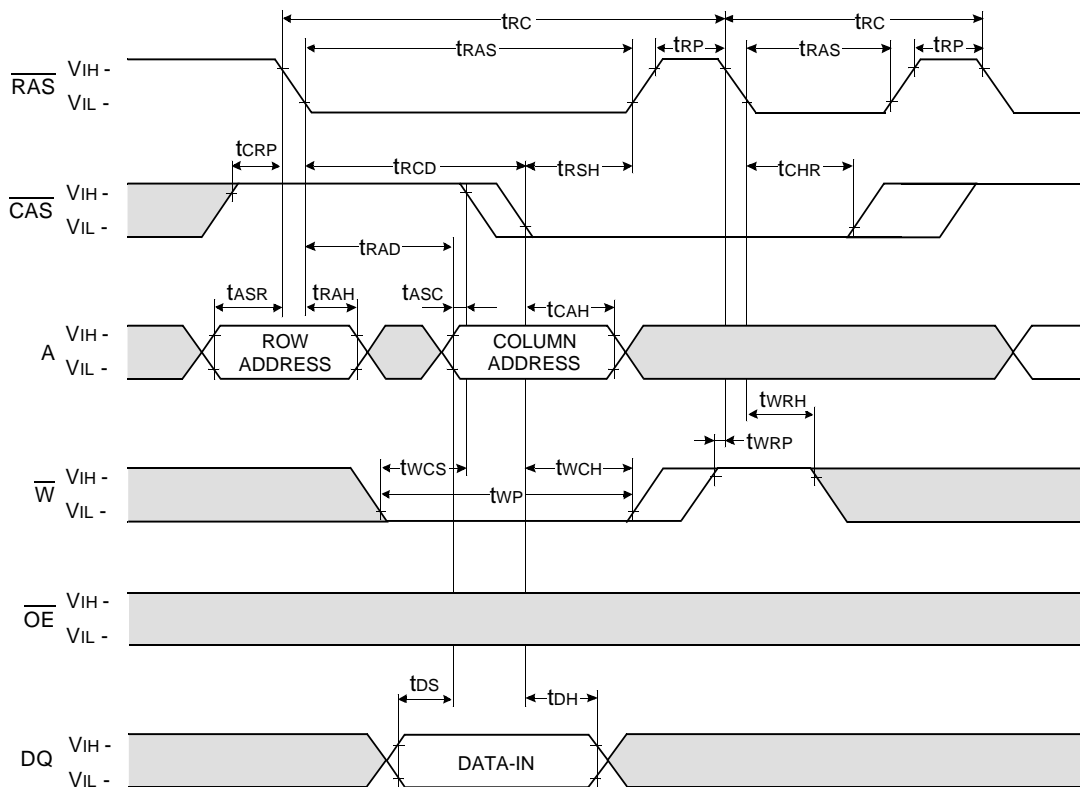 tRC tRC
tRAS tRP tRAS tRP
RAS VIH -
VIL -
tCRP tRCD tRSH tCHR
CAS VIH -
VIL -
tRAD
tASR tRAH tASC tCAH
A VIH -
VIL -
ROW ADDRESS
COLUMN ADDRESS
tWRH
tWRP
tWCS tWCH
tWP
W VIH -
VIL -
OE VIH -
VIL -
tDS tDH
DQ VIH -
VIL -
DATA-IN